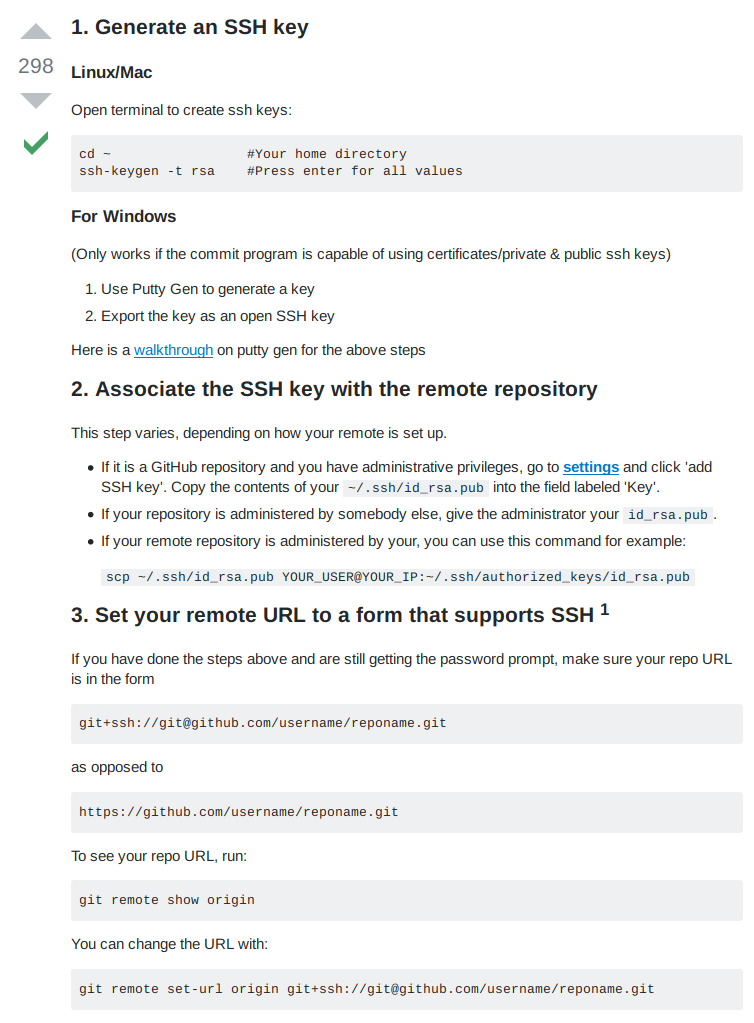 1. Generate an SSH key
298
Linux/Mac
Open terminal to create ssh keys:
cd ~                 #Your home directory
ssh-keygen -t rsa    #Press enter for all values
For Windows
(Only works if the commit program is capable of using certificates/private & public ssh keys)
1. Use Putty Gen to generate a key
2. Export the key as an open SSH key
Here is a walkthrough on putty gen for the above steps
2. Associate the SSH key with the remote repository
This step varies, depending on how your remote is set up.
• If it is a GitHub repository and you have administrative privileges, go to settings and click 'add
SSH key'. Copy the contents of your ~/.ssh/id_rsa.pub into the field labeled 'Key'.
• If your repository is administered by somebody else, give the administrator your id_rsa.pub.
• If your remote repository is administered by your, you can use this command for example:
scp ~/.ssh/id_rsa.pub YOUR_USER@YOUR_IP:~/.ssh/authorized_keys/id_rsa.pub
3. Set your remote URL to a form that supports SSH 1
If you have done the steps above and are still getting the password prompt, make sure your repo URL
is in the form
git+ssh://git@github.com/username/reponame.git
as opposed to
https://github.com/username/reponame.git
To see your repo URL, run:
git remote show origin
You can change the URL with:
git remote set-url origin git+ssh://git@github.com/username/reponame.git